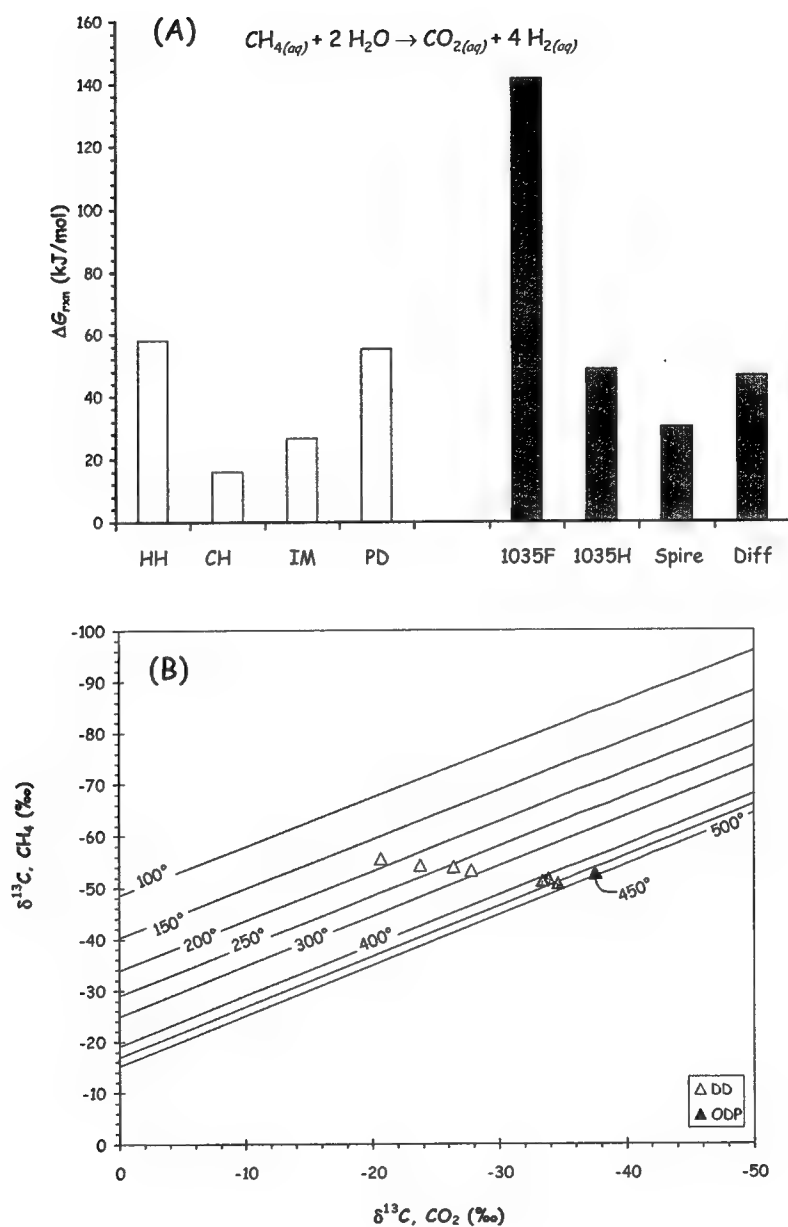 (A)
CH4(aq) + 2 H2O → CO2(aq) + 4 H2(aq)
160
140
120
100
80
60
40
20
0
ΔGrxn (kJ/mol)
HH CH IM PD 1035F 1035H Spire Diff
(B)
-100
-90
-80
-70
-60
-50
-40
-30
-20
-10
0
δ13C, CH4 (‰)
100°
150°
200°
250°
300°
400°
450°
500°
△ DD
▲ ODP
0 -10 -20 -30 -40 -50
δ13C, CO2 (‰)